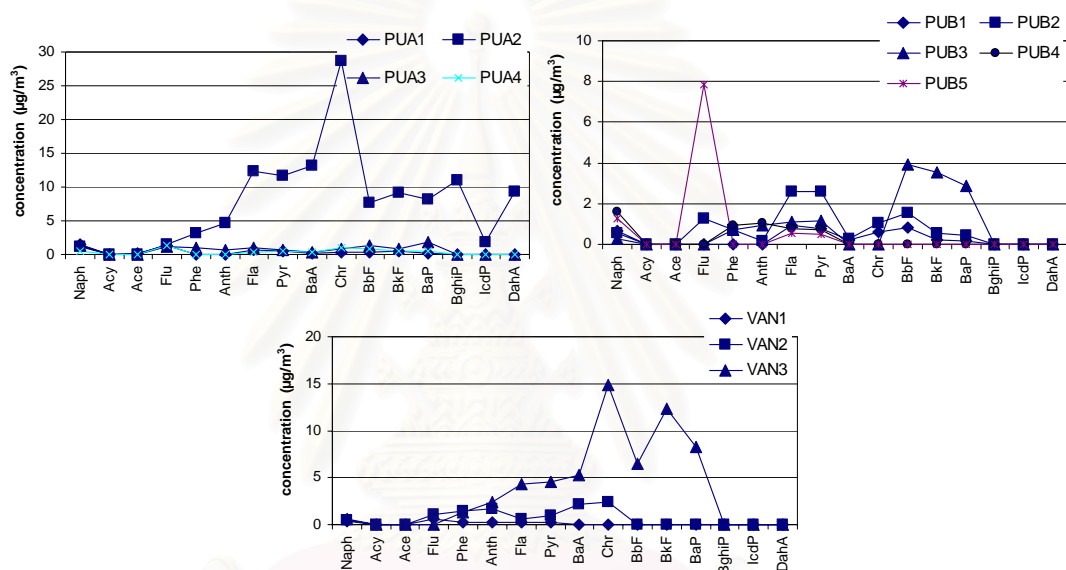 PUA1 PUA2
PUA3 PUA4
concentration (µg/m³)
30
25
20
15
10
5
0
Naph Acy Ace Flu Phe Anth Fla Pyr BaA Chr BbF BkF BaP BghiP IcdP DahA
PUB1 PUB2
PUB3 PUB4
PUB5
concentration (µg/m³)
10
8
6
4
2
0
Naph Acy Ace Flu Phe Anth Fla Pyr BaA Chr BbF BkF BaP BghiP IcdP DahA
VAN1
VAN2
VAN3
concentration (µg/m³)
20
15
10
5
0
Naph Acy Ace Flu Phe Anth Fla Pyr BaA Chr BbF BkF BaP BghiP IcdP DahA